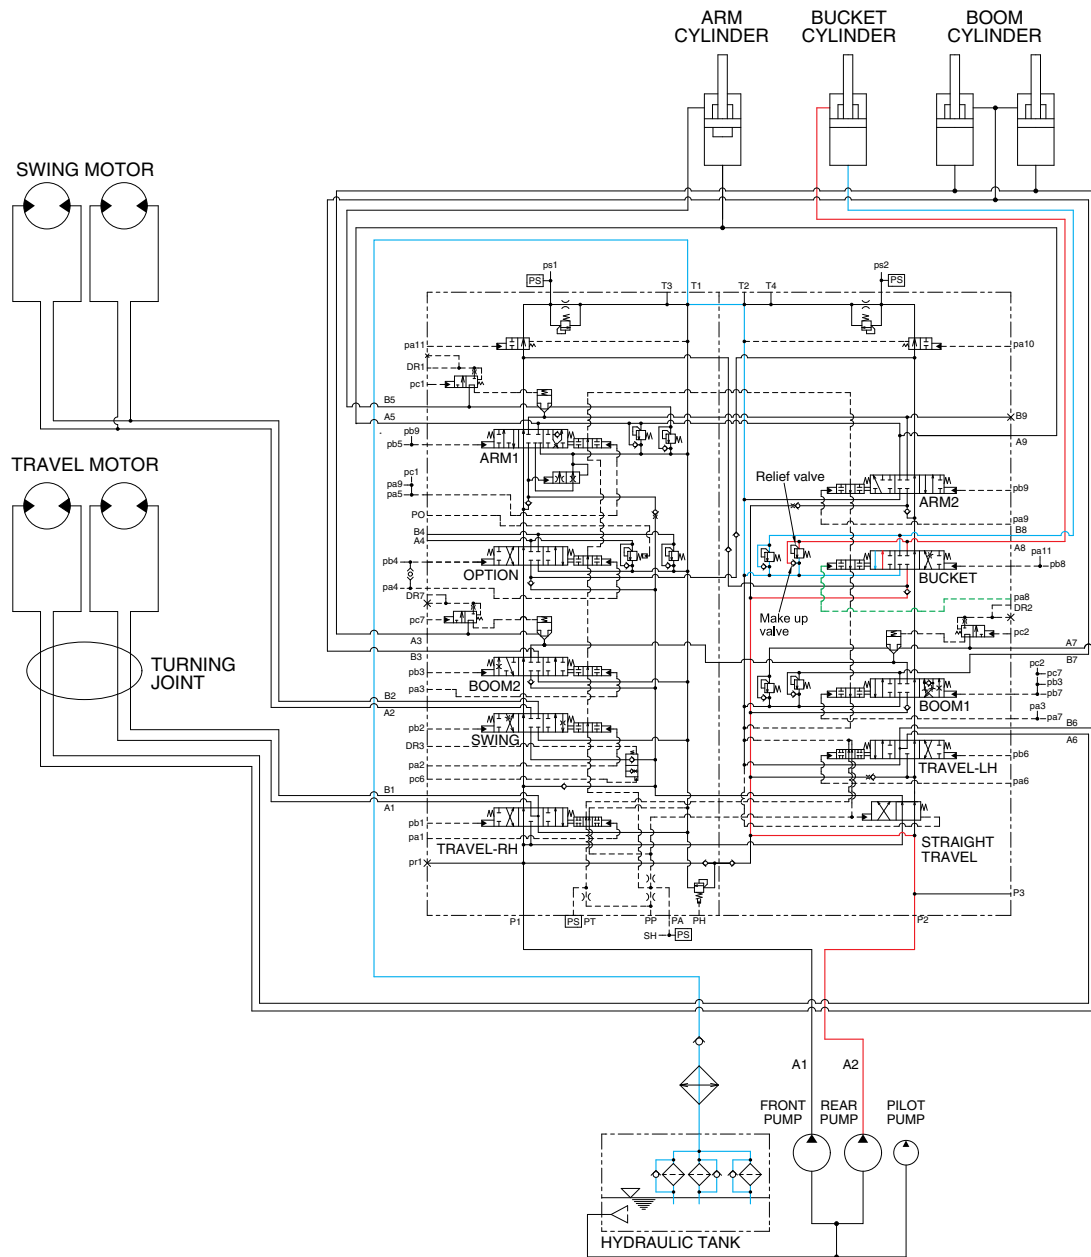 ARM
CYLINDER
BUCKET
CYLINDER
BOOM
CYLINDER
SWING MOTOR
TRAVEL MOTOR
TURNING
JOINT
ps1
PS
ps2
PS
T3
T1
T2
T4
pa11
DR1
pc1
B5
A5
pb9
pb5
ARM1
pc1
pa9
pa5
PO
B4
A4
pb4
OPTION
pa4
DR7
pc7
A3
B3
pb3
BOOM2
pa3
B2
A2
pb2
SWING
DR3
pa2
pc6
B1
A1
pb1
pa1
TRAVEL-RH
pr1
pa10
B9
A9
Relief valve
pb9
ARM2
pa9
B8
A8
pa11
pb8
BUCKET
Make up
valve
pa8
DR2
pc2
A7
B7
pc2
pc7
pb3
pb7
BOOM1
pa3
pa7
B6
A6
pb6
TRAVEL-LH
pa6
STRAIGHT
TRAVEL
P3
P1
PS
PT
PP
PA
PH
P2
SH
PS
A1
A2
FRONT
PUMP
REAR
PUMP
PILOT
PUMP
HYDRAULIC TANK